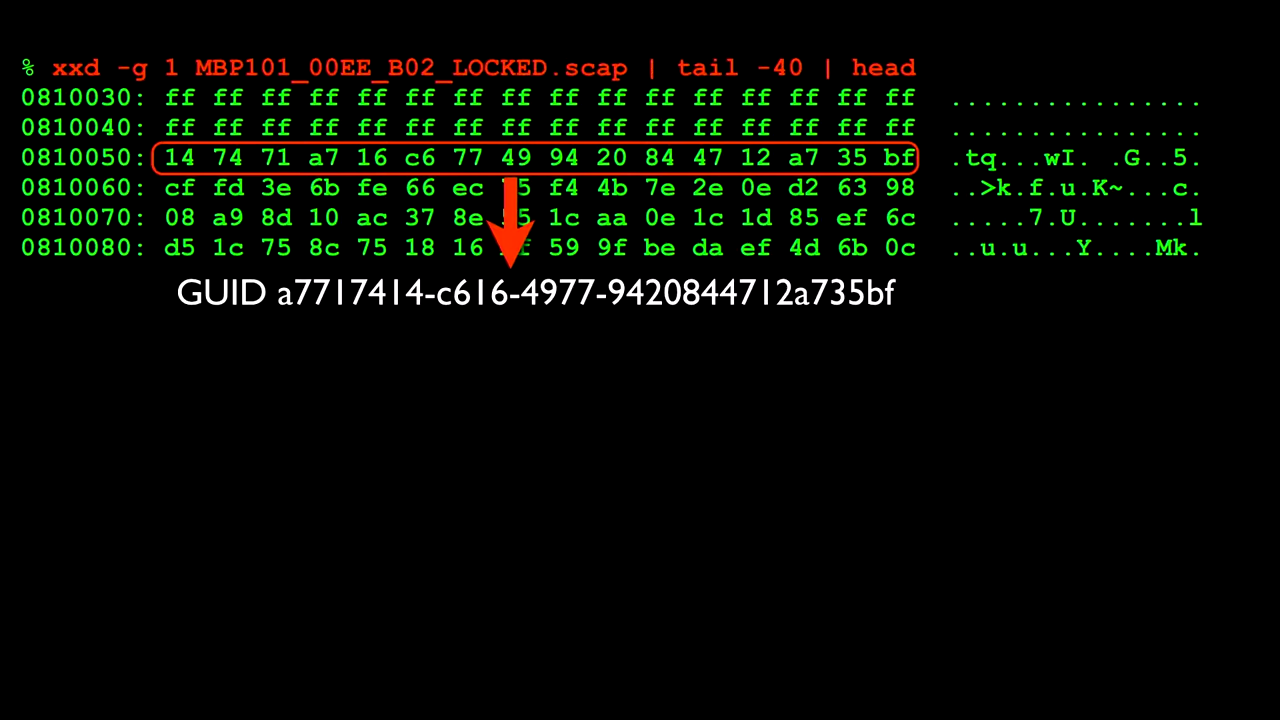 % xxd -g 1 MBP101_00EE_B02_LOCKED.scap | tail -40 | head
0810030: ff ff ff ff ff ff ff ff ff ff ff ff ff ff ff ff ................
0810040: ff ff ff ff ff ff ff ff ff ff ff ff ff ff ff ff ................
0810050: 14 74 71 a7 16 c6 77 49 94 20 84 47 12 a7 35 bf .tq...wI. .G..5.
0810060: cf fd 3e 6b fe 66 ec 75 f4 4b 7e 2e 0e d2 63 98 ..>k.f.u.K~...c.
0810070: 08 a9 8d 10 ac 37 8e 55 1c aa 0e 1c 1d 85 ef 6c .....7.U.......l
0810080: d5 1c 75 8c 75 18 16 59 9f be da ef 4d 6b 0c ..u.u...Y....Mk.
GUID a7717414-c616-4977-9420844712a735bf